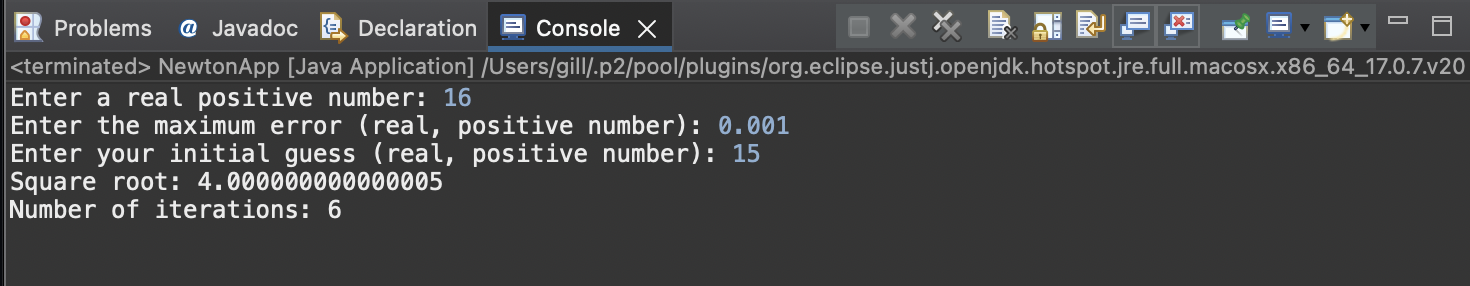 Problems @ Javadoc Declaration Console
<terminated> NewtonApp [Java Application] /Users/gill/.p2/pool/plugins/org.eclipse.justj.openjdk.hotspot.jre.full.macosx.x86_64_17.0.7.v20
Enter a real positive number: 16
Enter the maximum error (real, positive number): 0.001
Enter your initial guess (real, positive number): 15
Square root: 4.000000000000005
Number of iterations: 6